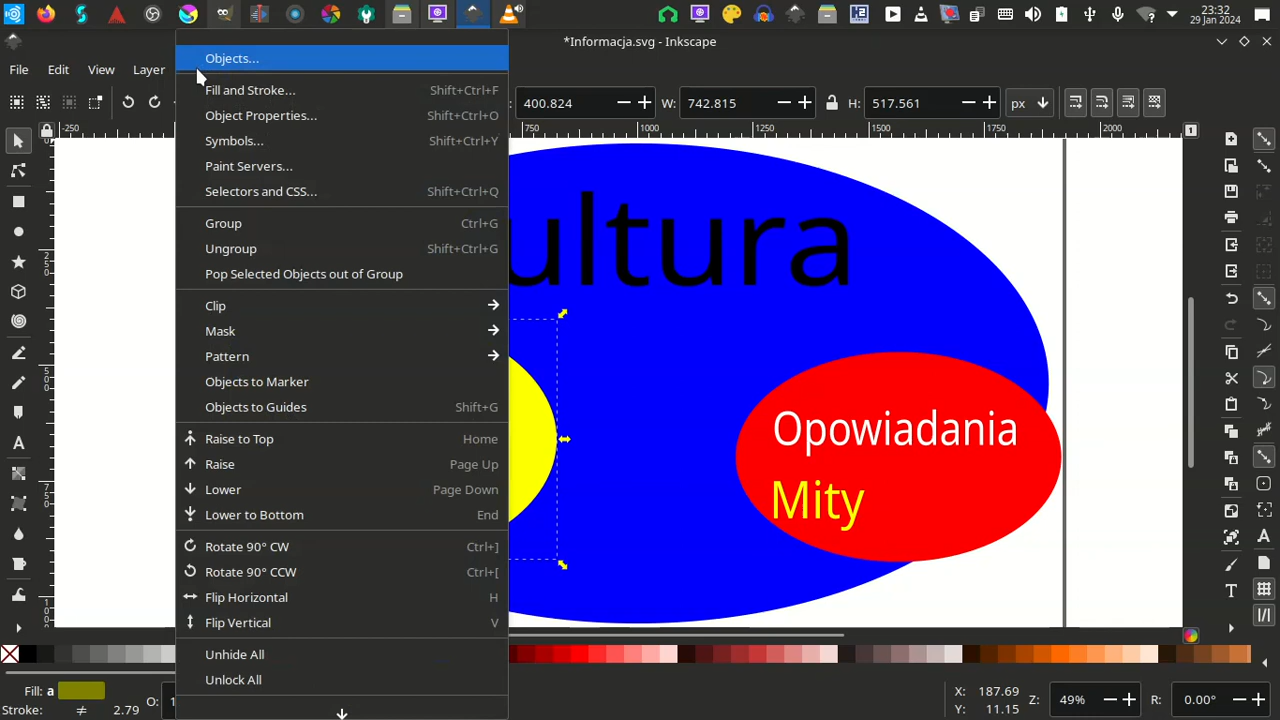 23:32
29 Jan 2024
*Informacja.svg - Inkscape
File Edit View Layer
Objects...
Fill and Stroke... Shift+Ctrl+F
Object Properties... Shift+Ctrl+O
Symbols... Shift+Ctrl+Y
Paint Servers...
Selectors and CSS... Shift+Ctrl+Q
Group Ctrl+G
Ungroup Shift+Ctrl+G
Pop Selected Objects out of Group
Clip
Mask
Pattern
Objects to Marker
Objects to Guides Shift+G
Raise to Top Home
Raise Page Up
Lower Page Down
Lower to Bottom End
Rotate 90° CW Ctrl+]
Rotate 90° CCW Ctrl+[
Flip Horizontal H
Flip Vertical V
Unhide All
Unlock All
: 400.824 W: 742.815 H: 517.561 px
-250 750 1000 1250 1500 1750 2000
1
ultura
Opowiadania
Mity
Fill: a
Stroke: ≠ 2.79
O: 1
X: 187.69
Y: 11.15
Z: 49% R: 0.00°